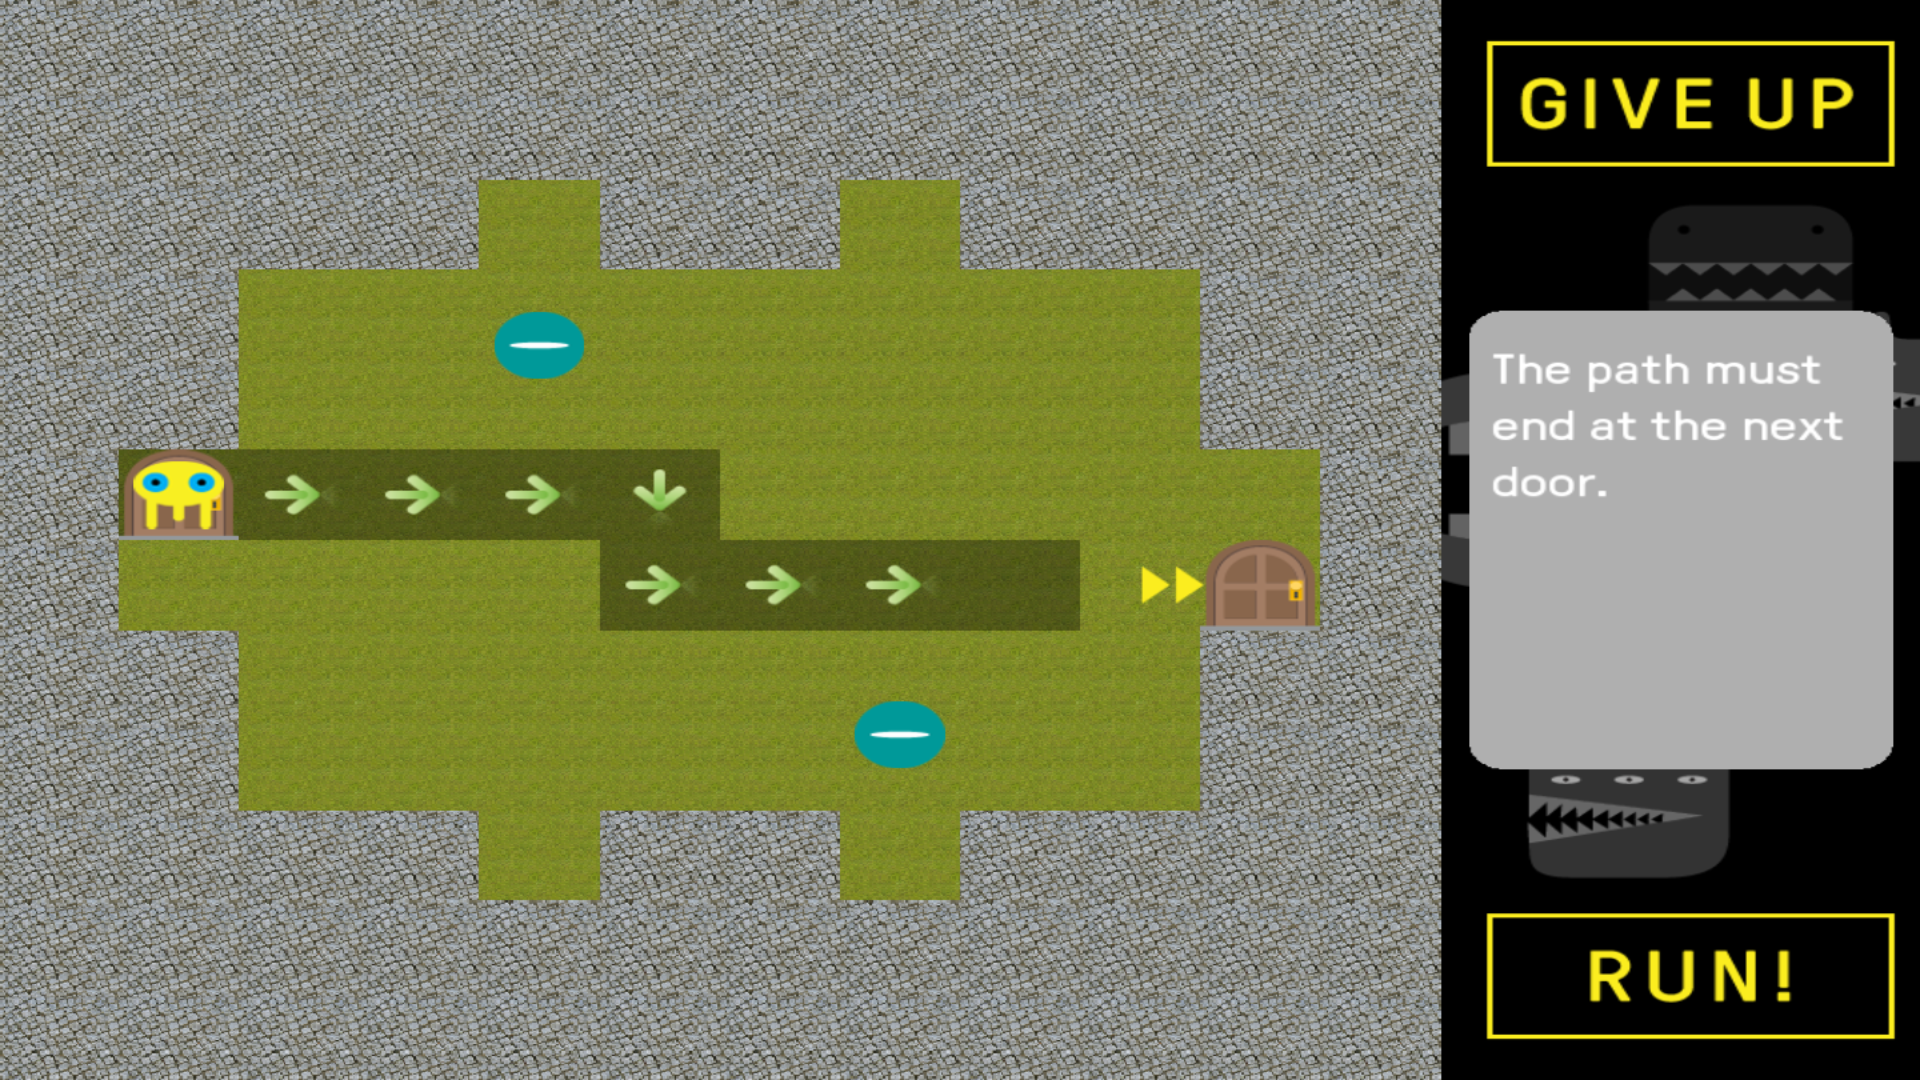 GIVE UP
The path must
end at the next
door.
RUN!